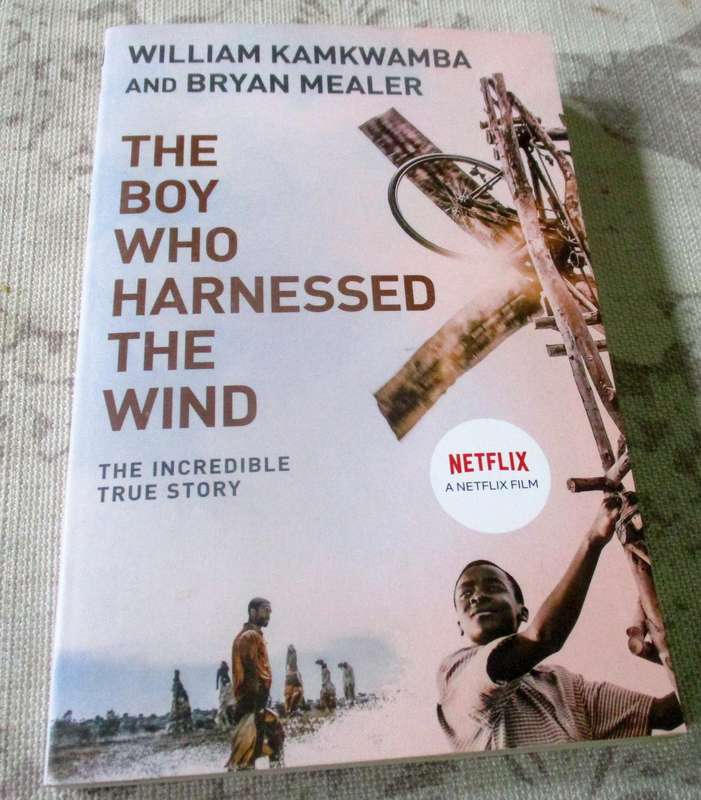 WILLIAM KAMKWAMBA
AND BRYAN MEALER
THE
BOY
WHO
HARNESSED
THE
WIND
THE INCREDIBLE
TRUE STORY
NETFLIX
A NETFLIX FILM